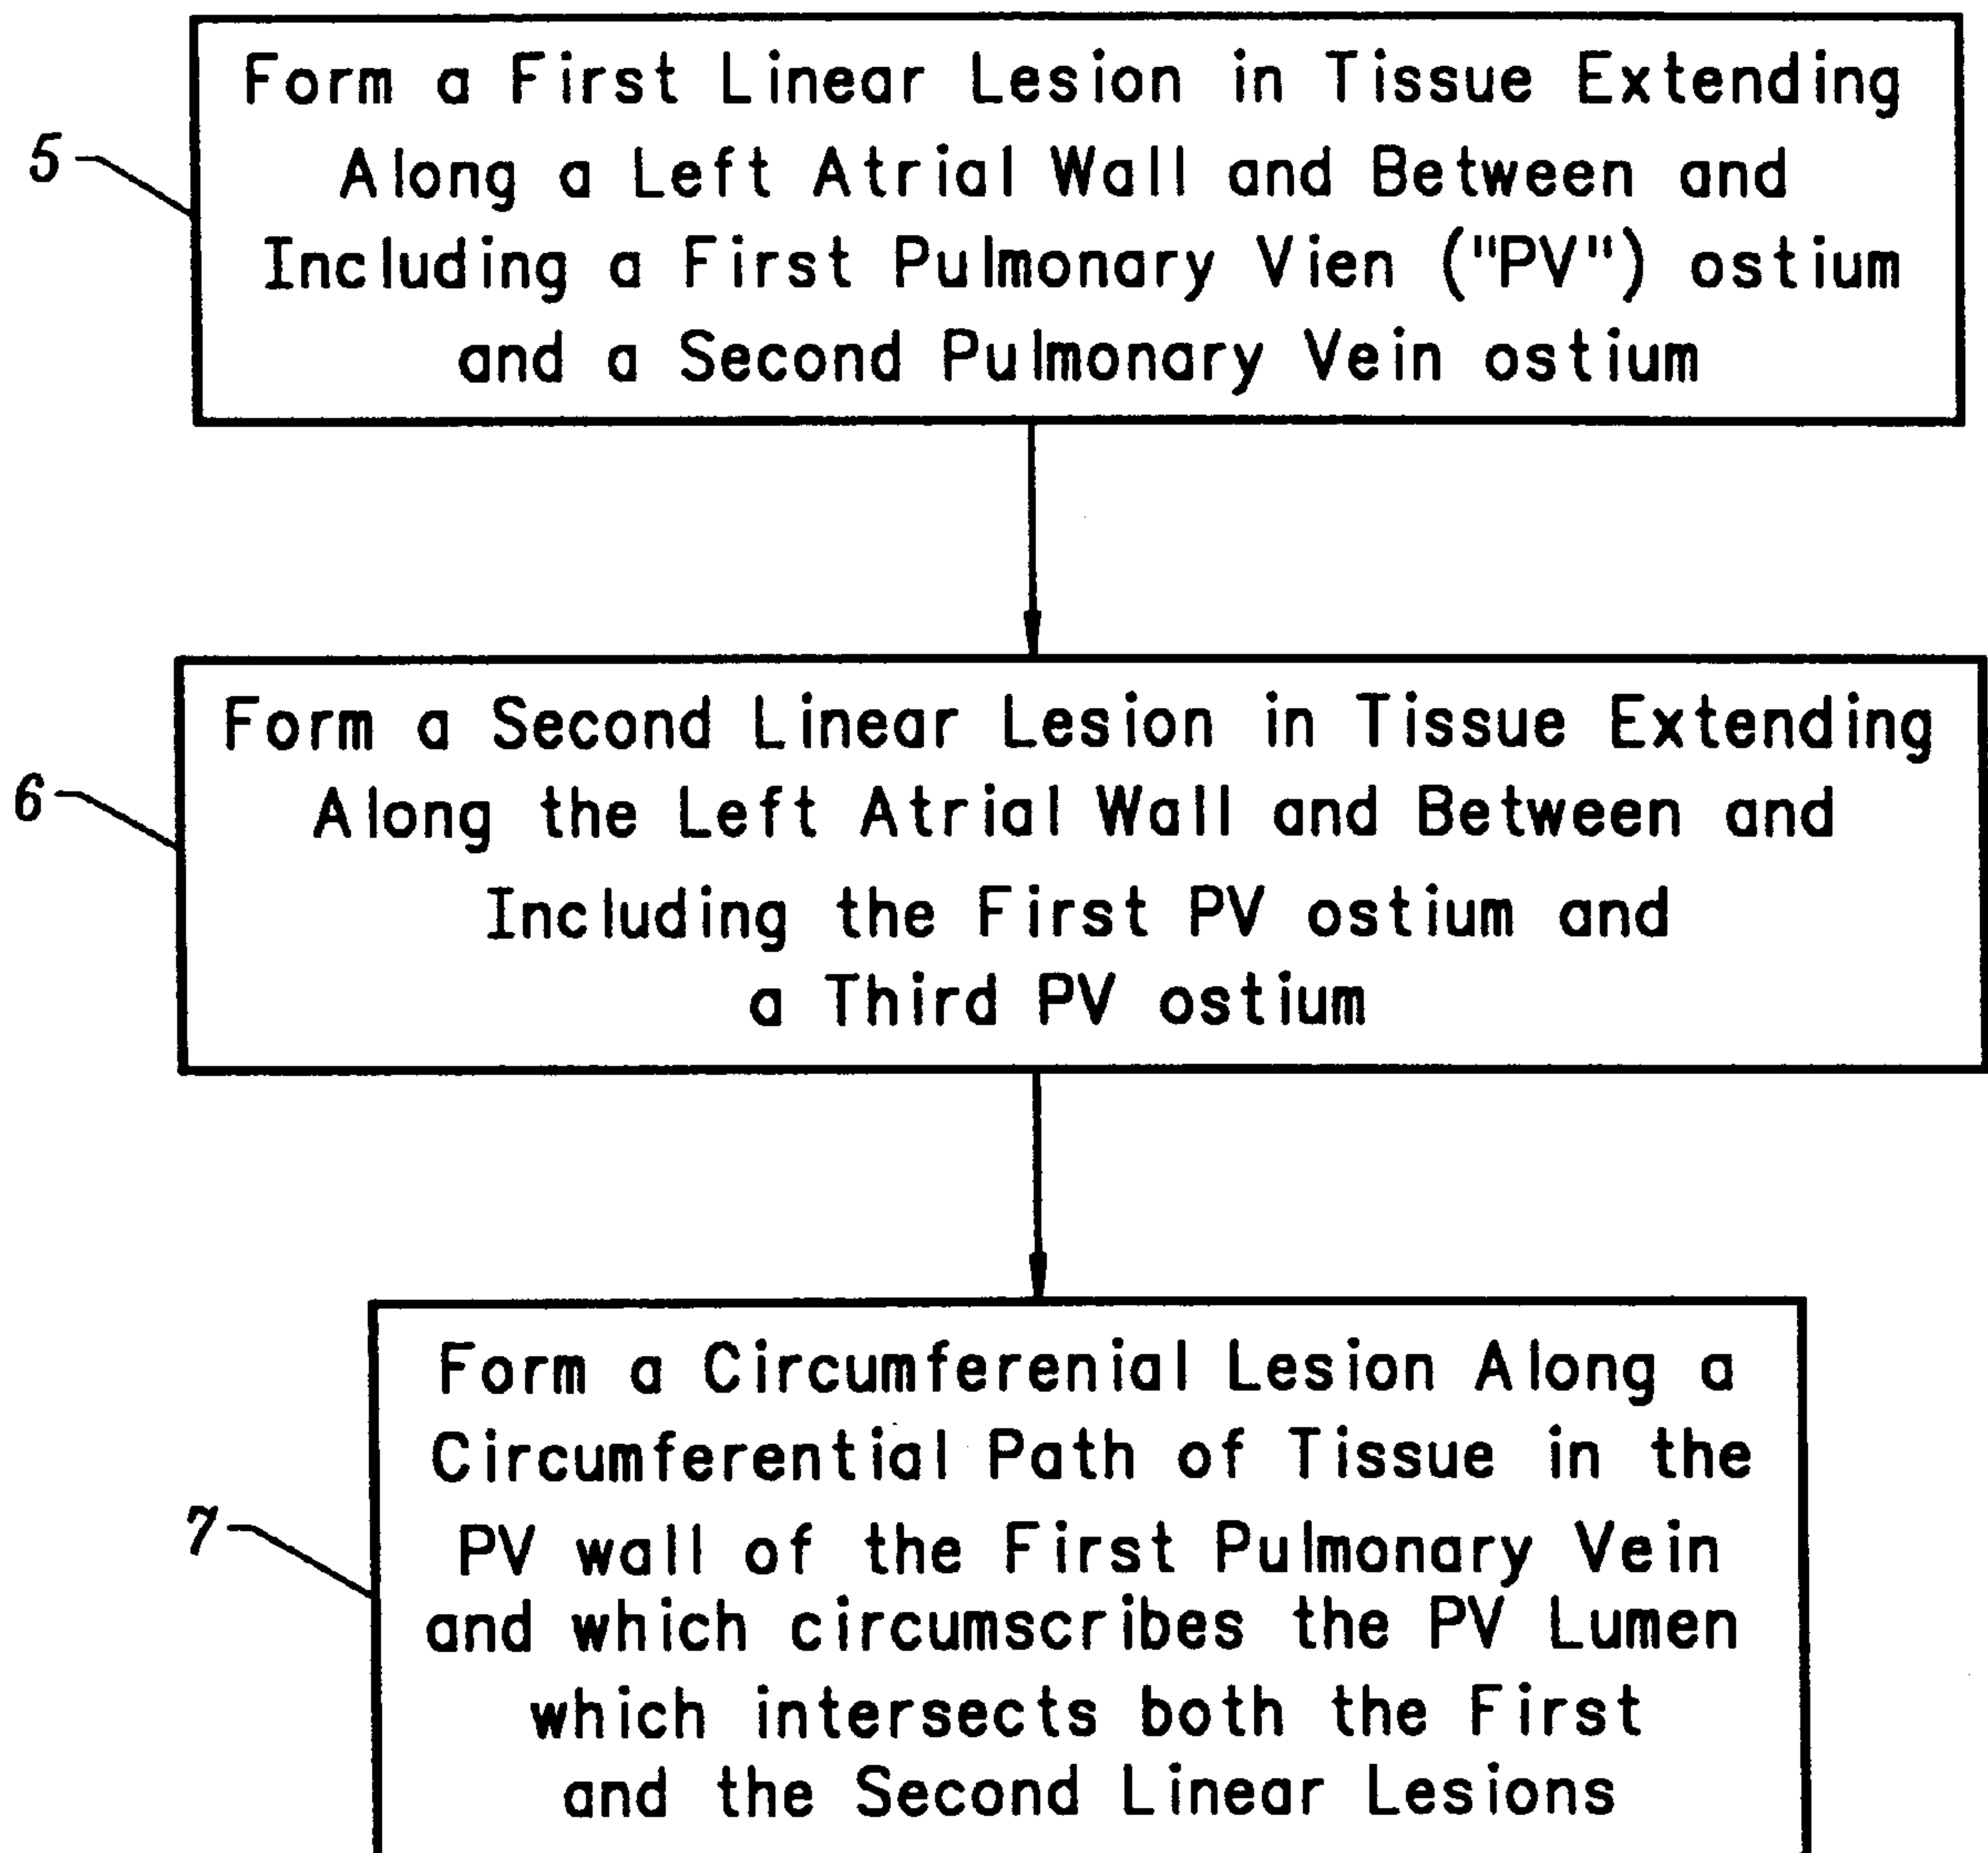 Form a First Linear Lesion in Tissue Extending
Along a Left Atrial Wall and Between and
Including a First Pulmonary Vien ("PV") ostium
and a Second Pulmonary Vein ostium
5
Form a Second Linear Lesion in Tissue Extending
Along the Left Atrial Wall and Between and
Including the First PV ostium and
a Third PV ostium
6
Form a Circumferenial Lesion Along a
Circumferential Path of Tissue in the
PV wall of the First Pulmonary Vein
and which circumscribes the PV Lumen
which intersects both the First
and the Second Linear Lesions
7